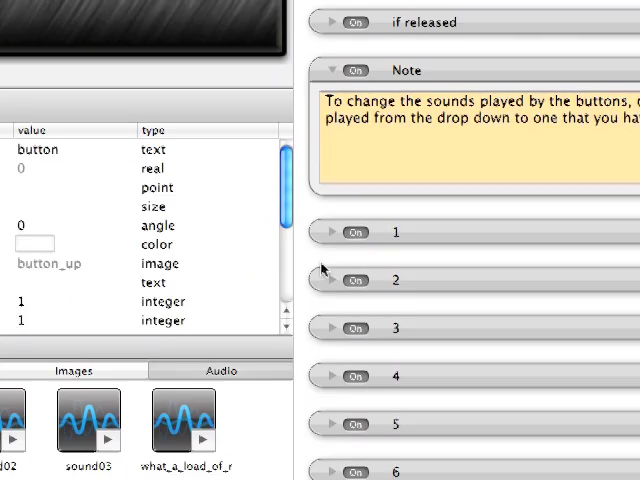 On if released
On Note
To change the sounds played by the buttons,
played from the drop down to one that you
value type
button text
0 real
point
size
0 angle
color
button_up image
text
1 integer
1 integer
On 1
On 2
On 3
On 4
On 5
On 6
Images Audio
sound03 what_a_load_of_r